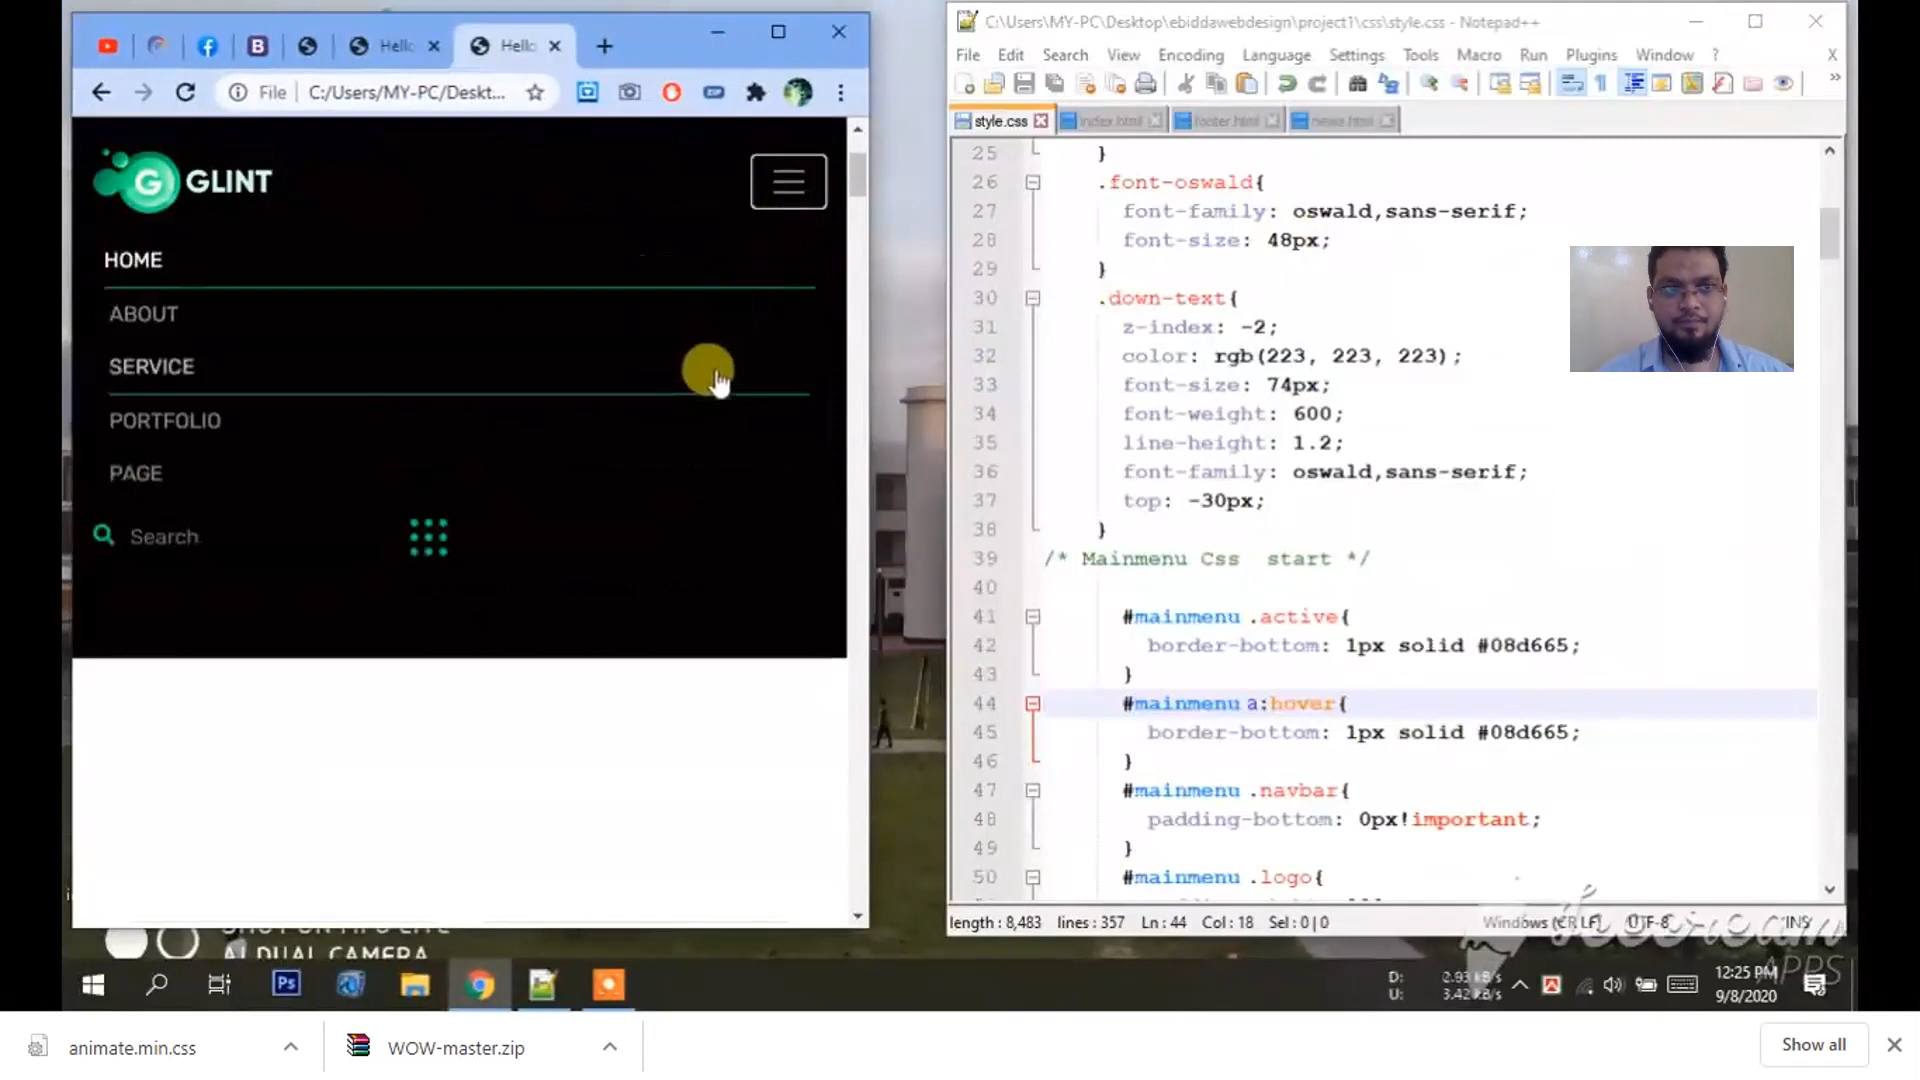 Hello
Hello
File
C:/Users/MY-PC/Deskt...
GLINT
HOME
ABOUT
SERVICE
PORTFOLIO
PAGE
Search
AI DUAL CAMERA
C:\Users\MY-PC\Desktop\ebiddawebdesign\project1\css\style.css - Notepad++
File Edit Search View Encoding Language Settings Tools Macro Run Plugins Window ? X
style.css index.html footer.html news.html
25 }
26 .font-oswald{
27 font-family: oswald,sans-serif;
28 font-size: 48px;
29 }
30 .down-text{
31 z-index: -2;
32 color: rgb(223, 223, 223);
33 font-size: 74px;
34 font-weight: 600;
35 line-height: 1.2;
36 font-family: oswald,sans-serif;
37 top: -30px;
38 }
39 /* Mainmenu Css start */
40
41 #mainmenu .active{
42 border-bottom: 1px solid #08d665;
43 }
44 #mainmenu a:hover{
45 border-bottom: 1px solid #08d665;
46 }
47 #mainmenu .navbar{
48 padding-bottom: 0px!important;
49 }
50 #mainmenu .logo{
length : 8,483 lines : 357 Ln : 44 Col : 18 Sel : 0 | 0 Windows (CR LF) UTF-8 INS
APPS
Ps
D: 2.93 kB/s
U: 3.42 kB/s
12:25 PM
9/8/2020
animate.min.css
WOW-master.zip
Show all